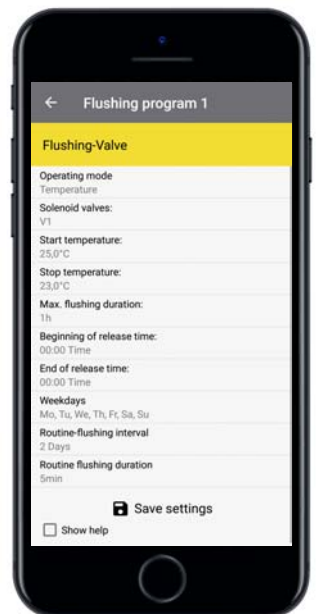 Flushing program 1
Flushing-Valve
Operating mode
Temperature
Solenoid valves:
V1
Start temperature:
25,0°C
Stop temperature:
23,0°C
Max. flushing duration:
1h
Beginning of release time:
00:00 Time
End of release time:
00:00 Time
Weekdays
Mo, Tu, We, Th, Fr, Sa, Su
Routine-flushing interval
2 Days
Routine flushing duration
5min
Save settings
Show help